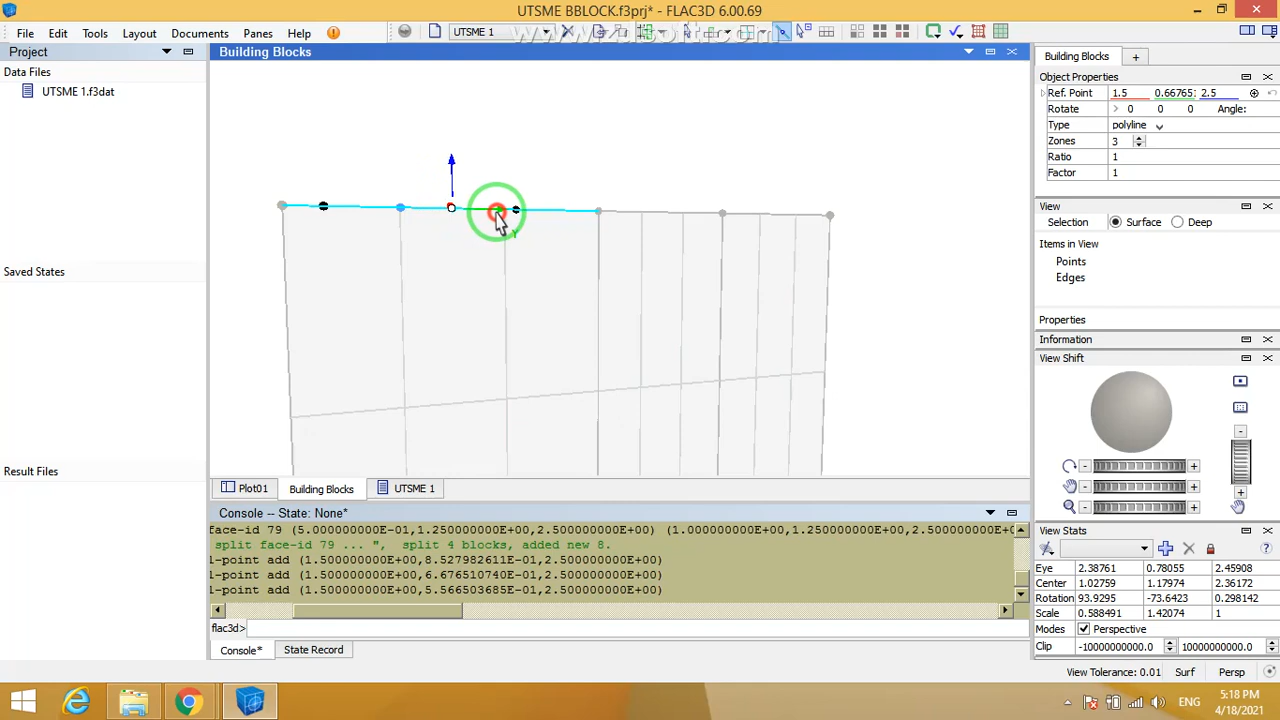 UTSME BBLOCK.f3prj* - FLAC3D 6.00.69
File Edit Tools Layout Documents Panes Help
UTSME 1
Project
Building Blocks
Building Blocks
+
Data Files
Object Properties
UTSME 1.f3dat
Ref. Point 1.5 0.66765: 2.5
Rotate 0 0 0 Angle:
Type polyline
Zones 3
Ratio 1
Factor 1
View
Selection Surface Deep
Items in View
Points
Edges
Y
Saved States
Properties
Information
View Shift
Result Files
Plot01 Building Blocks UTSME 1
Console -- State: None*
face-id 79 (5.000000000E-01,1.250000000E+00,2.500000000E+00) (1.000000000E+00,1.250000000E+00,2.500000000E+0
split face-id 79 ... ", split 4 blocks, added new 8.
l-point add (1.500000000E+00,8.527982611E-01,2.500000000E+00)
l-point add (1.500000000E+00,6.676510740E-01,2.500000000E+00)
l-point add (1.500000000E+00,5.566503685E-01,2.500000000E+00)
flac3d>
Console* State Record
View Stats
Eye 2.38761 0.78055 2.45908
Center 1.02759 1.17974 2.36172
Rotation 93.9295 -73.6423 0.298142
Scale 0.588491 1.42074 1
Modes Perspective
Clip -10000000000.0 10000000000.0
View Tolerance: 0.01 Surf Persp
ENG
5:18 PM
4/18/2021